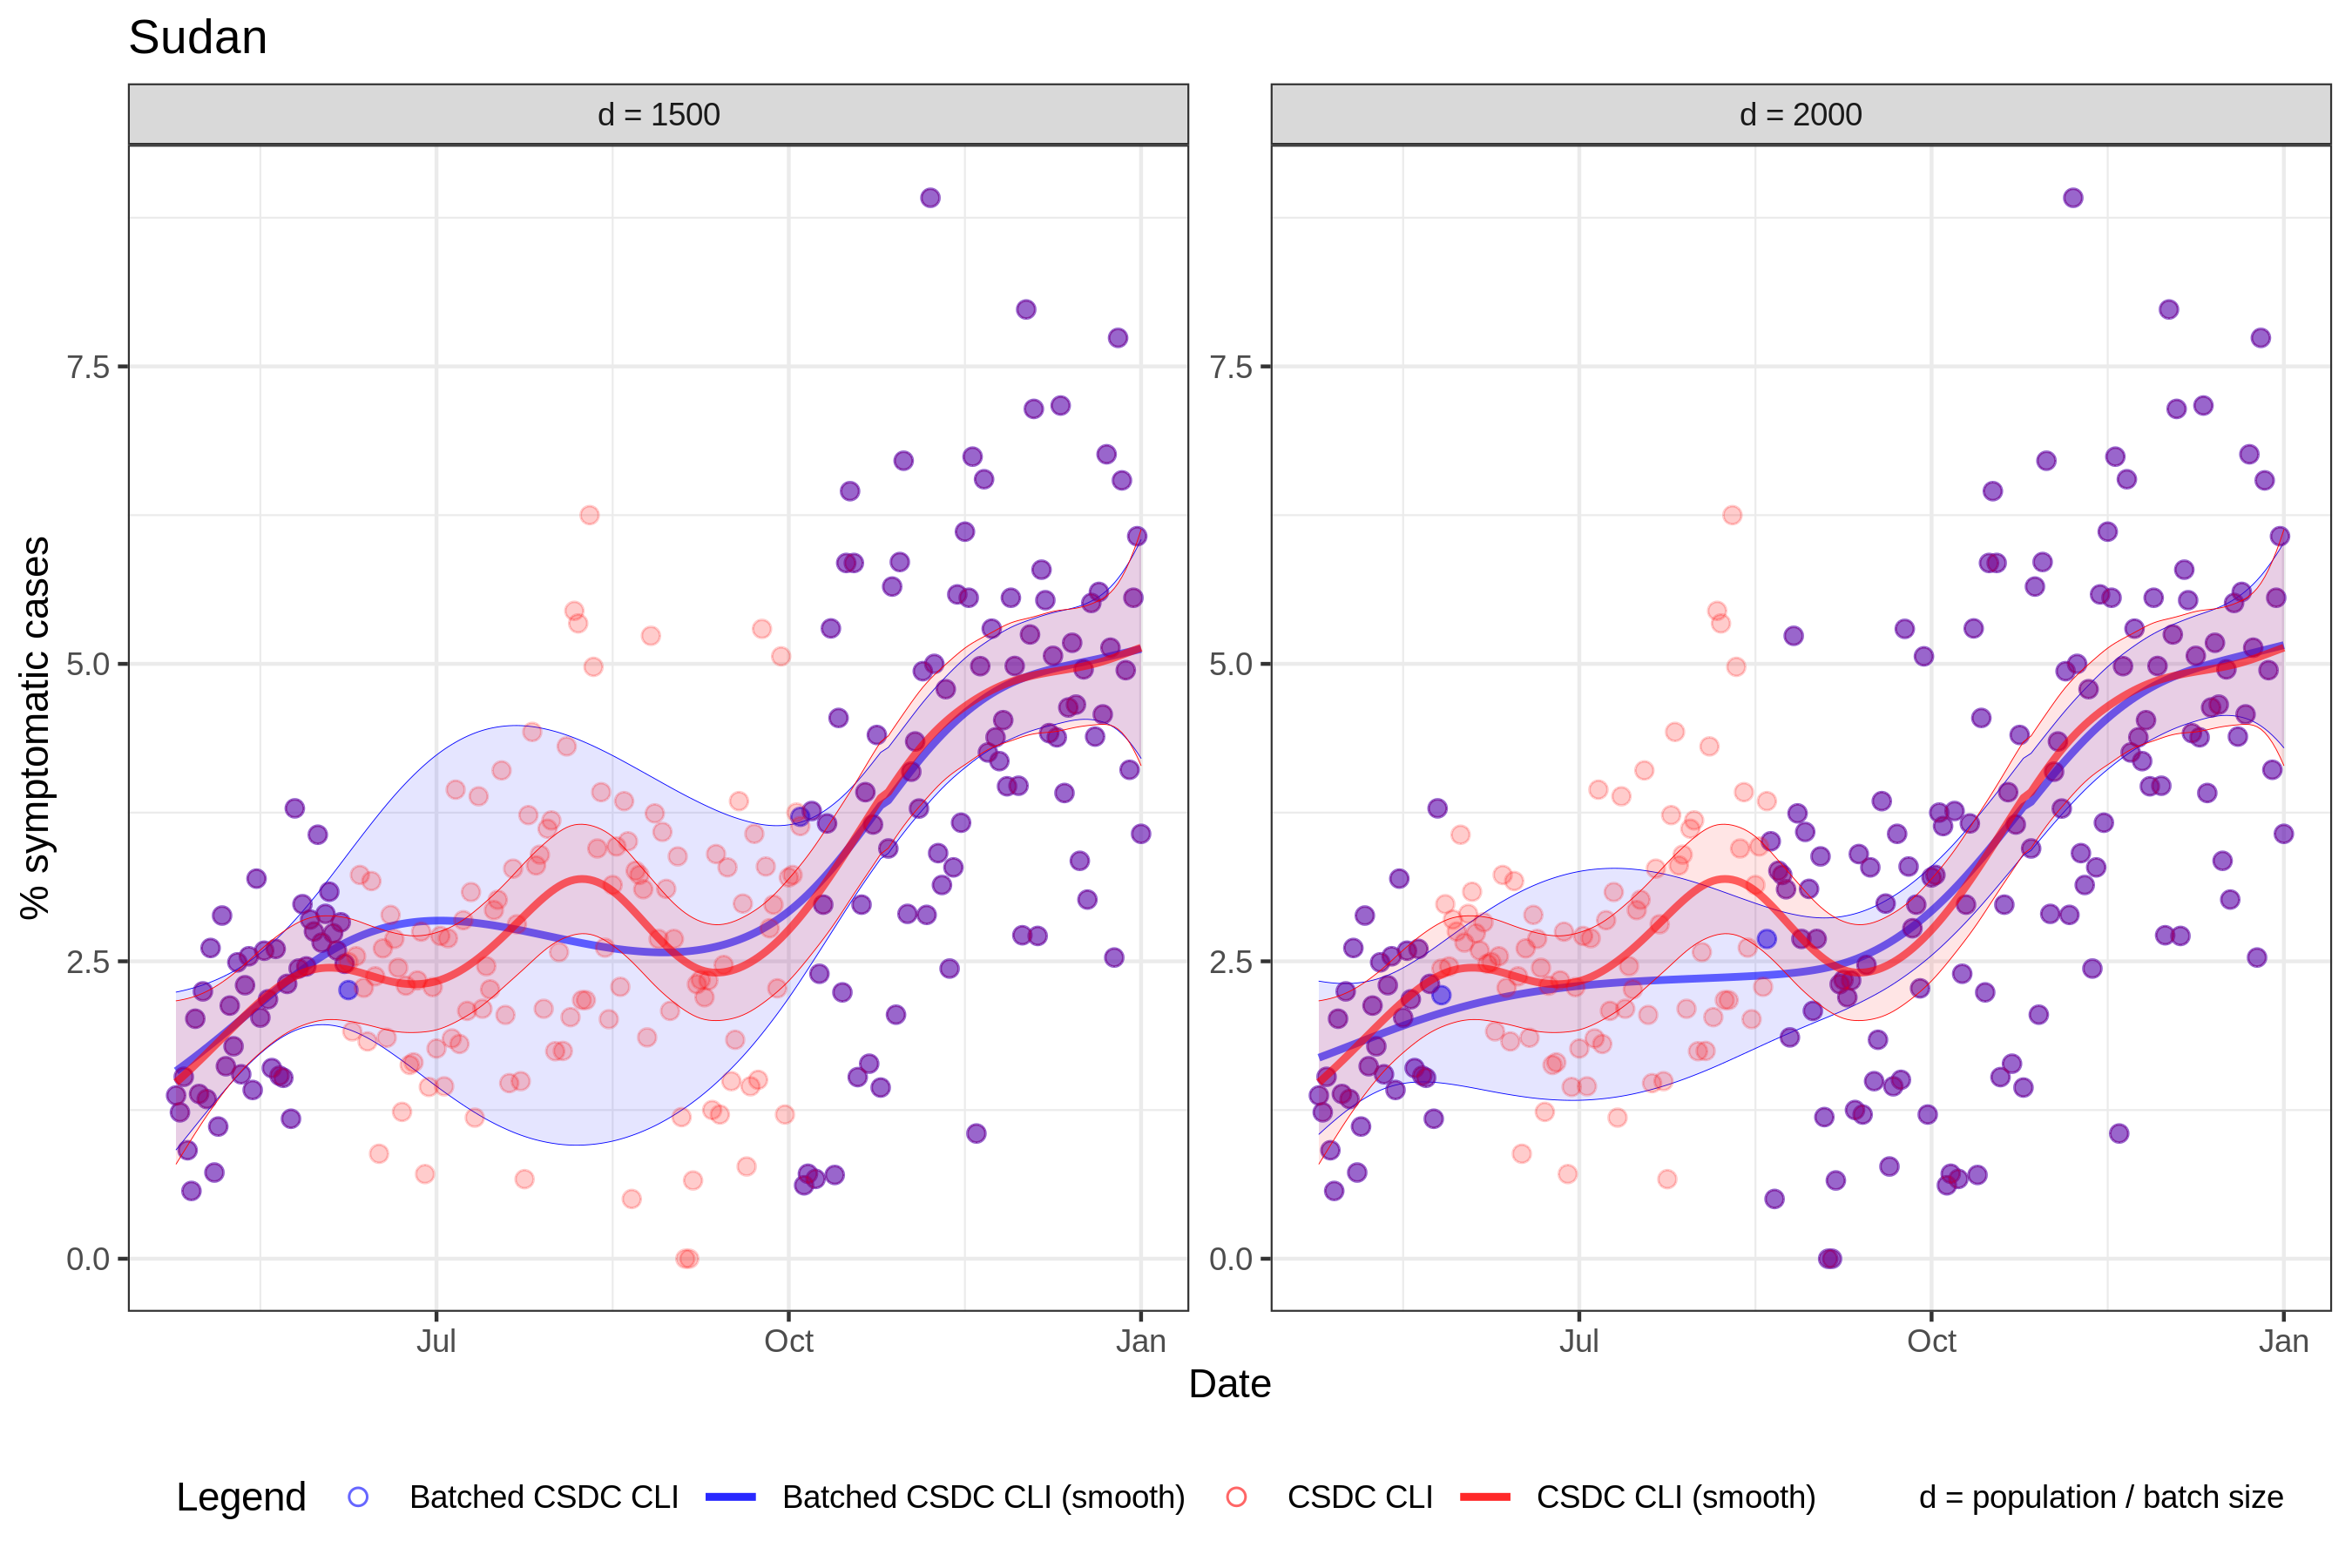 Sudan
d = 1500
d = 2000
% symptomatic cases
7.5
5.0
2.5
0.0
7.5
5.0
2.5
0.0
Jul
Oct
Jan
Jul
Oct
Jan
Date
Legend
Batched CSDC CLI
Batched CSDC CLI (smooth)
CSDC CLI
CSDC CLI (smooth)
d = population / batch size